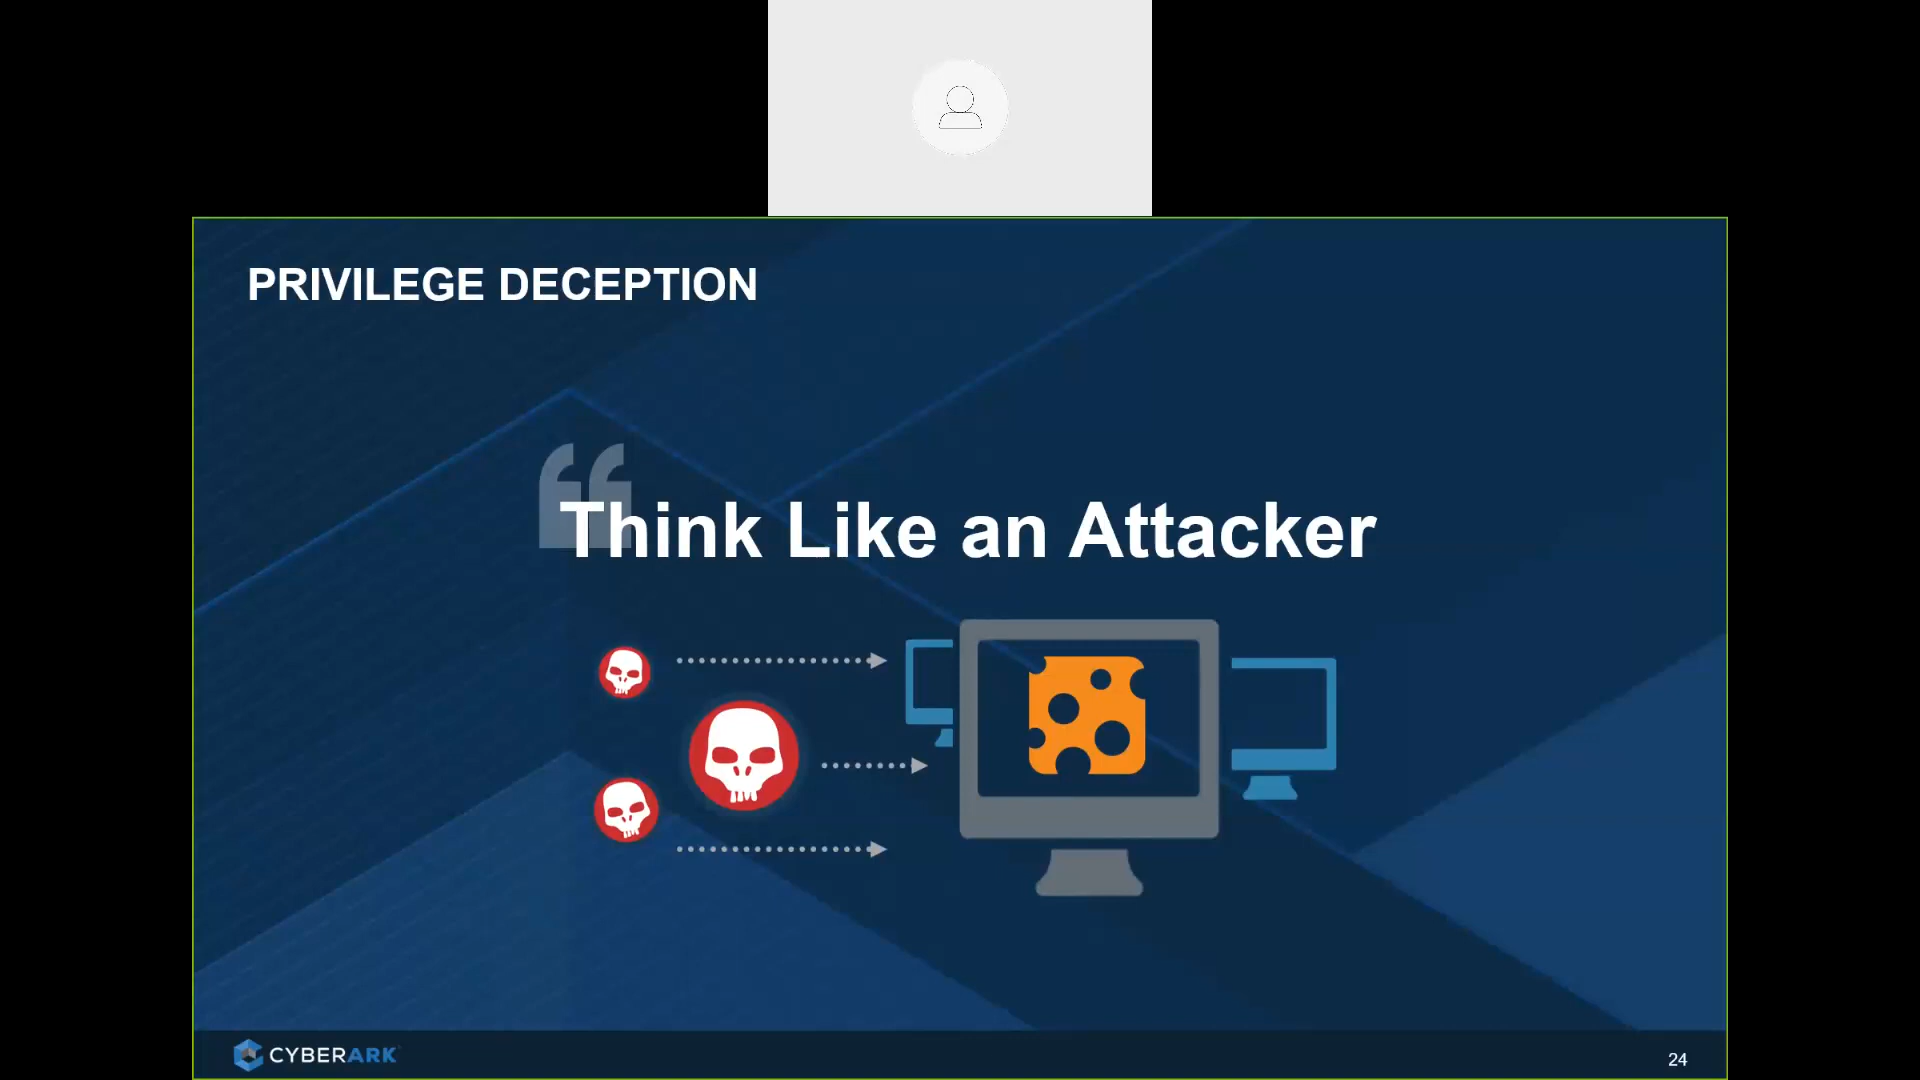 PRIVILEGE DECEPTION
“
Think Like an Attacker
CYBERARK
24